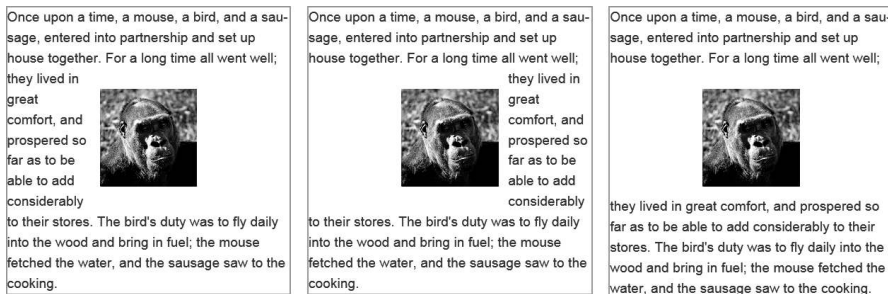 Once upon a time, a mouse, a bird, and a sau-
sage, entered into partnership and set up
house together. For a long time all went well;
they lived in
great
comfort, and
prospered so
far as to be
able to add
considerably
to their stores. The bird's duty was to fly daily
into the wood and bring in fuel; the mouse
fetched the water, and the sausage saw to the
cooking.
Once upon a time, a mouse, a bird, and a sau-
sage, entered into partnership and set up
house together. For a long time all went well;
they lived in
great
comfort, and
prospered so
far as to be
able to add
considerably
to their stores. The bird's duty was to fly daily
into the wood and bring in fuel; the mouse
fetched the water, and the sausage saw to the
cooking.
Once upon a time, a mouse, a bird, and a sau-
sage, entered into partnership and set up
house together. For a long time all went well;
they lived in great comfort, and prospered so
far as to be able to add considerably to their
stores. The bird's duty was to fly daily into the
wood and bring in fuel; the mouse fetched the
water, and the sausage saw to the cooking.